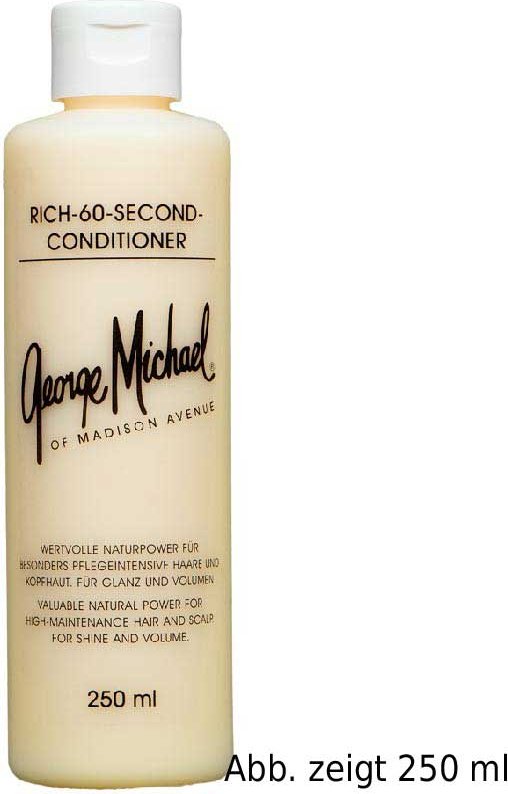 RICH-60-SECOND-
CONDITIONER
George Michael®
OF MADISON AVENUE
WERTVOLLE NATURPOWER FÜR
BESONDERS PFLEGEINTENSIVE HAARE UND
KOPFHAUT. FÜR GLANZ UND VOLUMEN
VALUABLE NATURAL POWER FOR
HIGH-MAINTENANCE HAIR AND SCALP.
FOR SHINE AND VOLUME.
250 ml
Abb. zeigt 250 ml